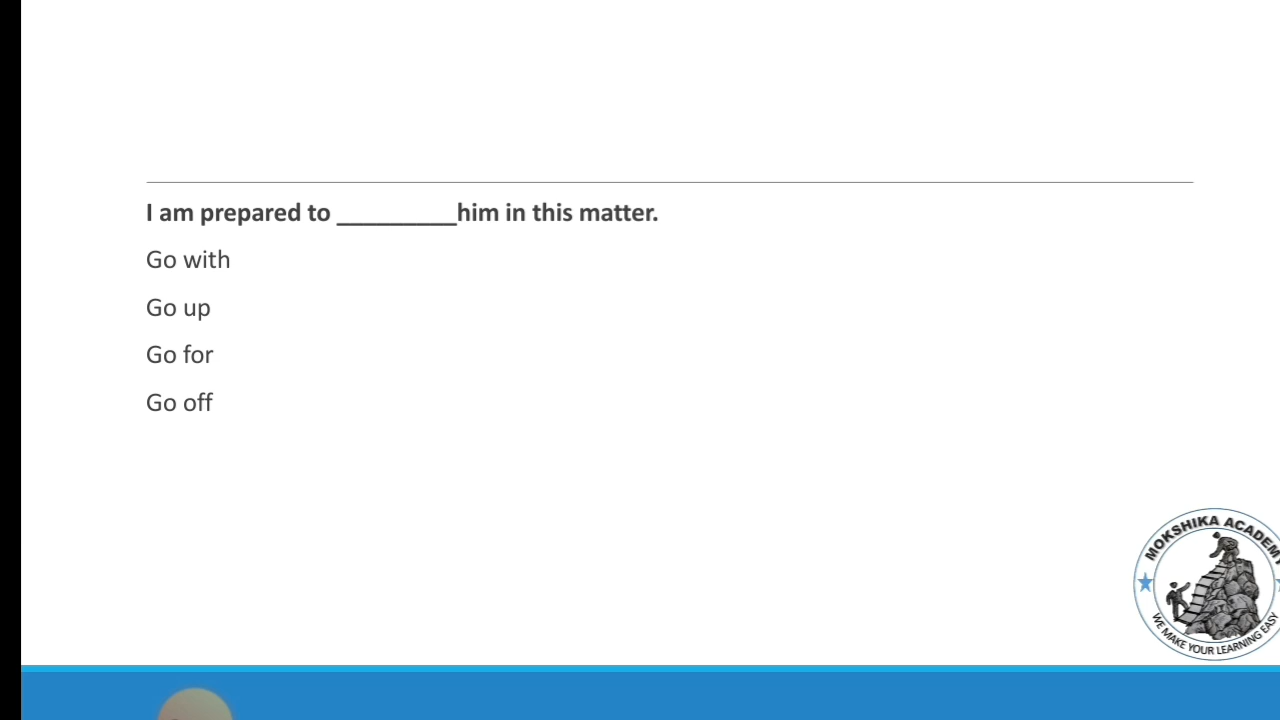 I am prepared to _________him in this matter.
Go with
Go up
Go for
Go off
MOKSHIKA ACADEMY
WE MAKE YOUR LEARNING EASY